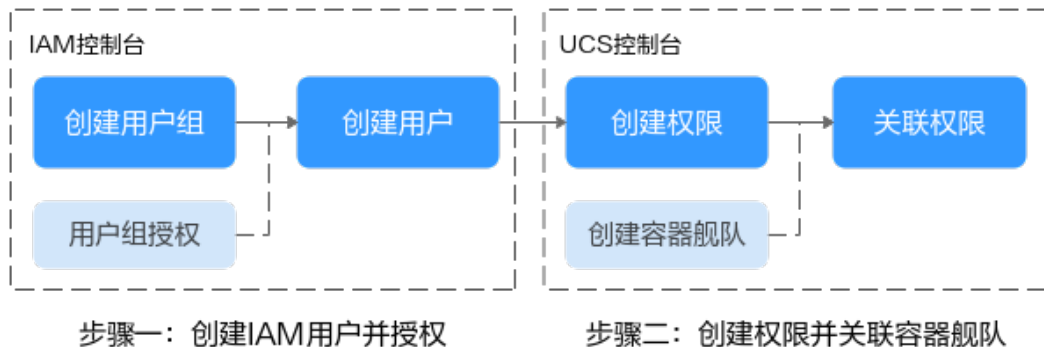 IAM控制台
UCS控制台
创建用户组
创建用户
创建权限
关联权限
用户组授权
创建容器舰队
步骤一：创建IAM用户并授权
步骤二：创建权限并关联容器舰队